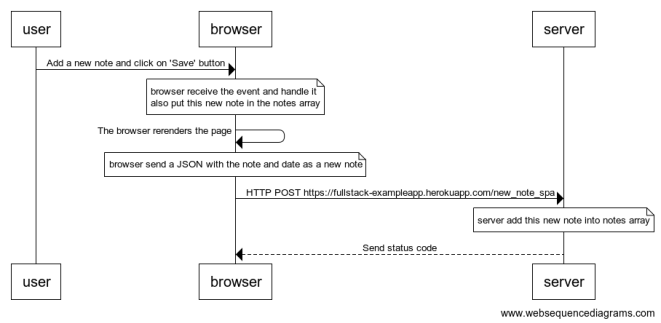 user
browser
server
Add a new note and click on 'Save' button
browser receive the event and handle it
also put this new note in the notes array
The browser rerenders the page
browser send a JSON with the note and date as a new note
HTTP POST https://fullstack-exampleapp.herokuapp.com/new_note_spa
server add this new note into notes array
Send status code
user
browser
server
www.websequencediagrams.com